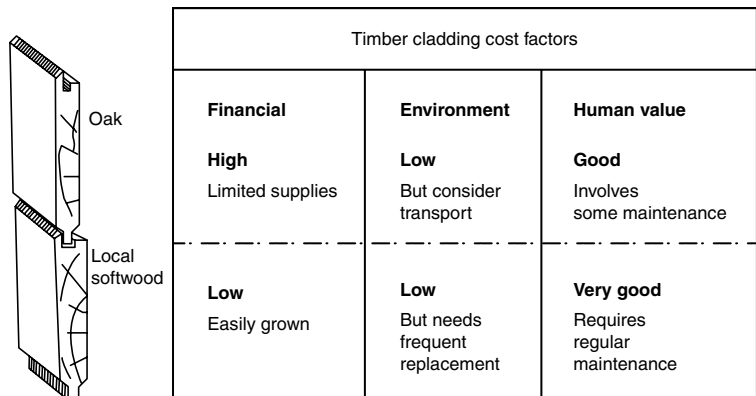 Timber cladding cost factors
Oak
Financial
High
Limited supplies
Environment
Low
But consider
transport
Human value
Good
Involves
some maintenance
Local
softwood
Low
Easily grown
Low
But needs
frequent
replacement
Very good
Requires
regular
maintenance